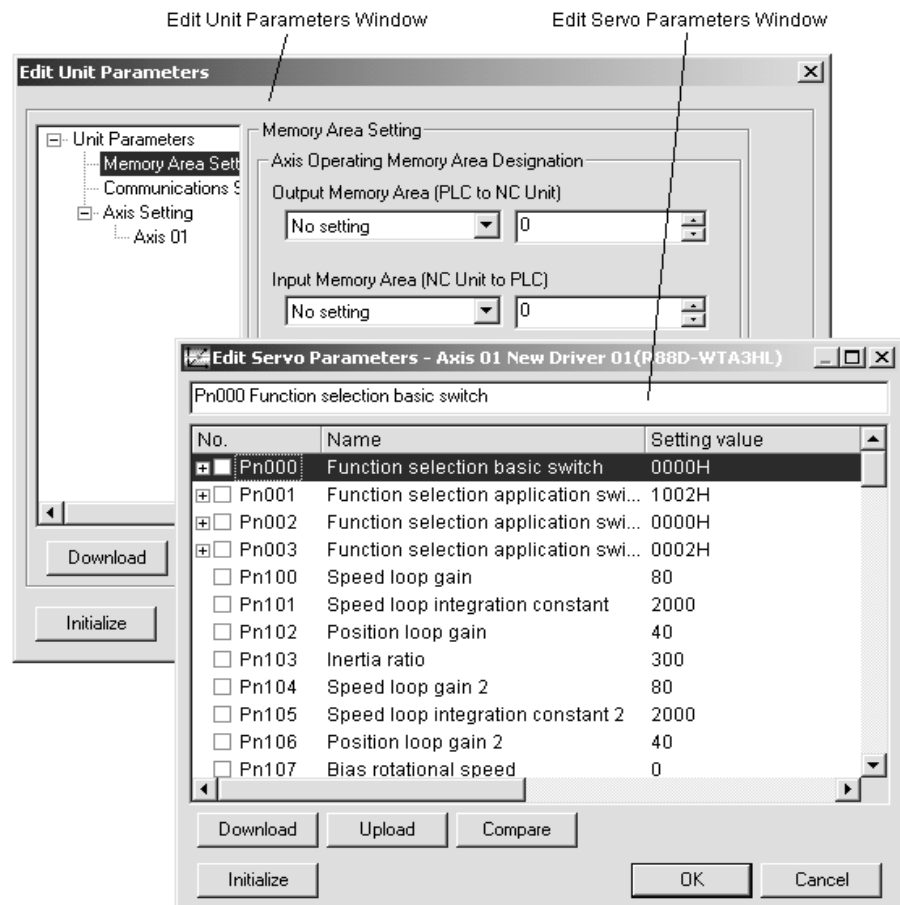 Edit Unit Parameters Window
Edit Servo Parameters Window
Edit Unit Parameters
Unit Parameters
Memory Area Sett
Communications S
Axis Setting
Axis 01
Memory Area Setting
Axis Operating Memory Area Designation
Output Memory Area (PLC to NC Unit)
No setting 0
Input Memory Area (NC Unit to PLC)
No setting 0
Download
Initialize
Edit Servo Parameters - Axis 01 New Driver 01(R88D-WTA3HL)
Pn000 Function selection basic switch
No. Name Setting value
Pn000 Function selection basic switch 0000H
Pn001 Function selection application swi... 1002H
Pn002 Function selection application swi... 0000H
Pn003 Function selection application swi... 0002H
Pn100 Speed loop gain 80
Pn101 Speed loop integration constant 2000
Pn102 Position loop gain 40
Pn103 Inertia ratio 300
Pn104 Speed loop gain 2 80
Pn105 Speed loop integration constant 2 2000
Pn106 Position loop gain 2 40
Pn107 Bias rotational speed 0
Download Upload Compare
Initialize OK Cancel